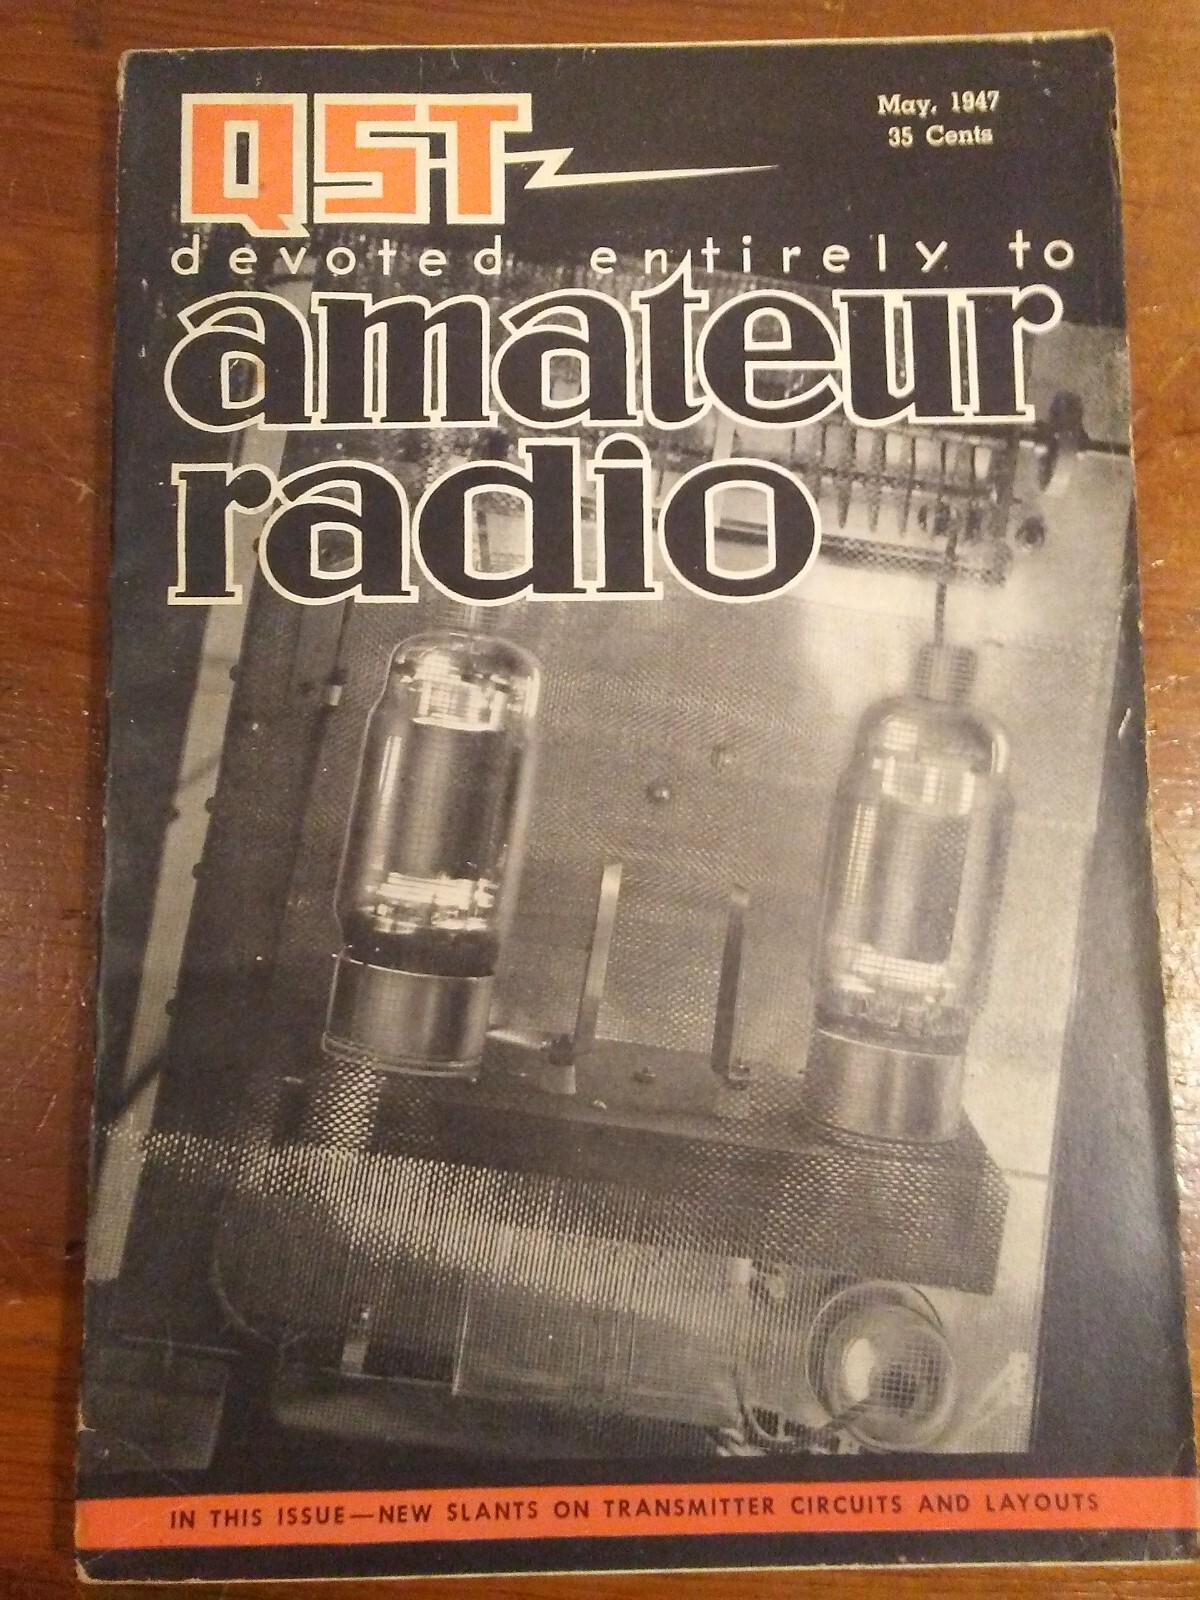 QST
May, 1947
35 Cents
devoted entirely to
amateur
radio
IN THIS ISSUE—NEW SLANTS ON TRANSMITTER CIRCUITS AND LAYOUTS